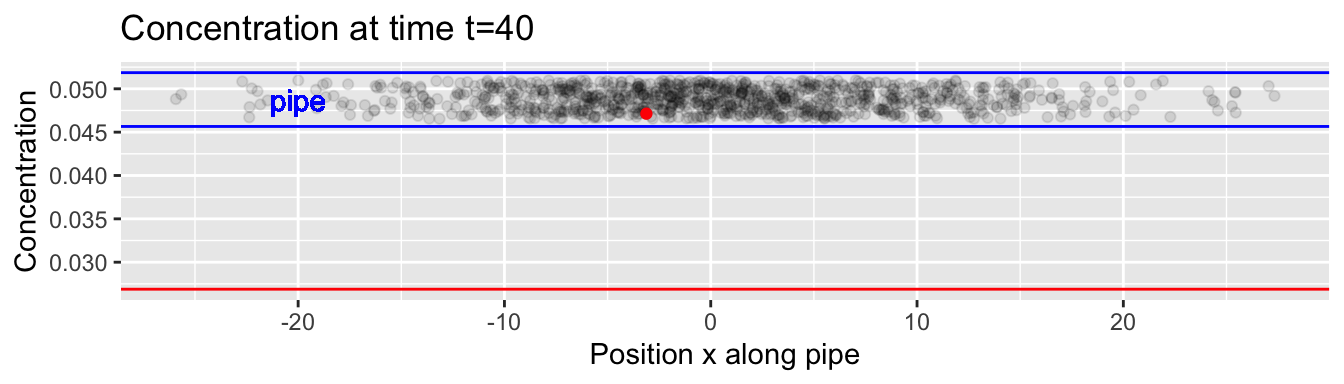 Concentration at time t=40
Concentration
0.050
0.045
0.040
0.035
0.030
pipe
-20
-10
0
10
20
Position x along pipe